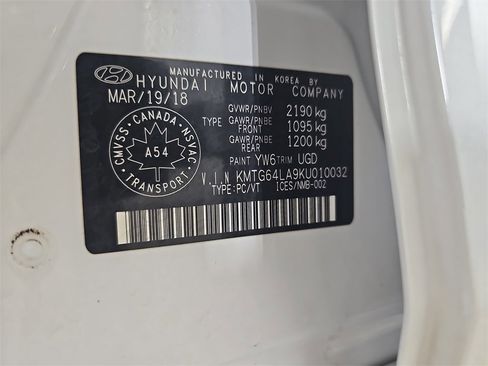 MANUFACTURED IN KOREA BY
HYUNDAI MOTOR COMPANY
MAR/19/18
GVWR/PNBV 2190 kg
TYPE GAWR/PNBE FRONT 1095 kg
GAWR/PNBE REAR 1200 kg
PAINT YW6 TRIM UGD
V.I.N KMTG64LA9KU010032
TYPE:PC/VT ICES/NMB-002
CMVSS · CANADA · NSVAC
A54
TRANSPORT